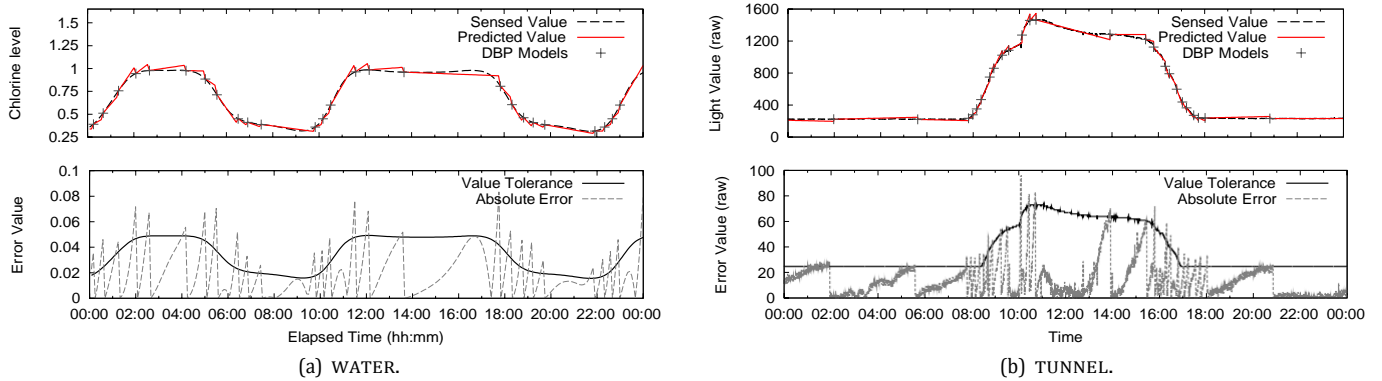 Chlorine level
1.5
1.25
1
0.75
0.5
0.25
Sensed Value
Predicted Value
DBP Models
Error Value
0.1
0.08
0.06
0.04
0.02
0
Value Tolerance
Absolute Error
00:00 02:00 04:00 06:00 08:00 10:00 12:00 14:00 16:00 18:00 20:00 22:00 00:00
Elapsed Time (hh:mm)
(a) WATER.
Light Value (raw)
1600
1200
800
400
0
Sensed Value
Predicted Value
DBP Models
Error Value (raw)
100
80
60
40
20
0
Value Tolerance
Absolute Error
00:00 02:00 04:00 06:00 08:00 10:00 12:00 14:00 16:00 18:00 20:00 22:00 00:00
Time
(b) TUNNEL.